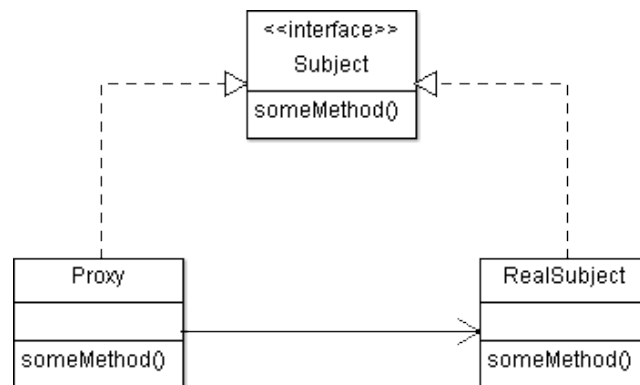 <<interface>>
Subject
someMethod()
Proxy
someMethod()
RealSubject
someMethod()